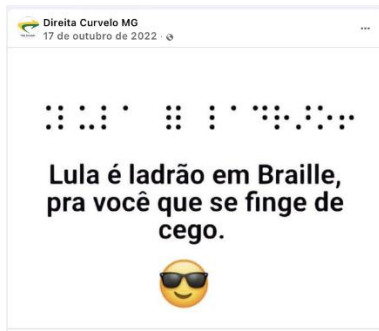 Direita Curvelo MG
17 de outubro de 2022
Lula é ladrão em Braille,
pra você que se finge de
cego.